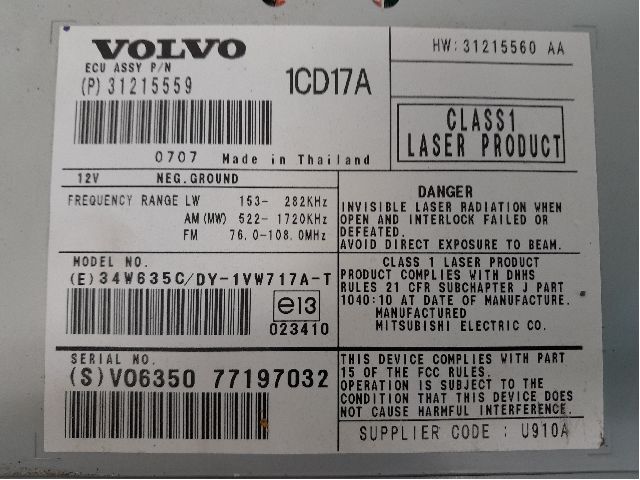 VOLVO
ECU ASSY P/N
(P) 31215559
1CD17A
0707 Made in Thailand
HW: 31215560 AA
CLASS1
LASER PRODUCT
12V NEG. GROUND
FREQUENCY RANGE LW 153- 282KHz
AM (MW) 522- 1720KHz
FM 76.0-108.0MHz
DANGER
INVISIBLE LASER RADIATION WHEN
OPEN AND INTERLOCK FAILED OR
DEFEATED.
AVOID DIRECT EXPOSURE TO BEAM.
MODEL NO.
(E) 34W635C/DY-1VW717A-T
e13
023410
CLASS 1 LASER PRODUCT
PRODUCT COMPLIES WITH DHHS
RULES 21 CFR SUBCHAPTER J PART
1040:10 AT DATE OF MANUFACTURE.
MANUFACTURED
MITSUBISHI ELECTRIC CO.
SERIAL NO.
(S) VO6350 77197032
THIS DEVICE COMPLIES WITH PART
15 OF THE FCC RULES.
OPERATION IS SUBJECT TO THE
CONDITION THAT THIS DEVICE DOES
NOT CAUSE HARMFUL INTERFERENCE.
SUPPLIER CODE : U910A